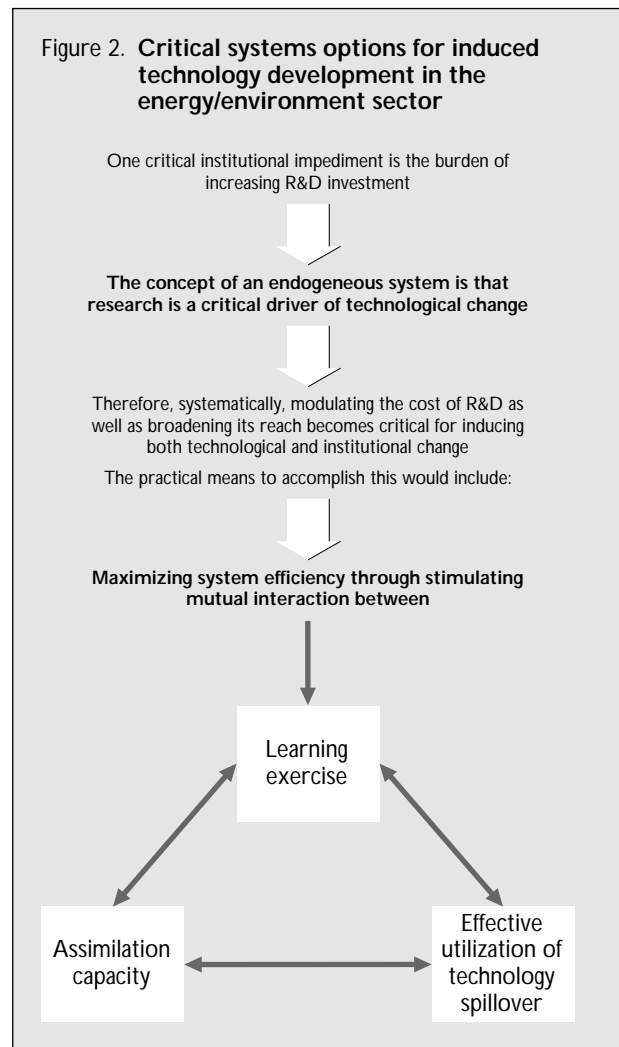 Figure 2. Critical systems options for induced
technology development in the
energy/environment sector
One critical institutional impediment is the burden of
increasing R&D investment
The concept of an endogeneous system is that
research is a critical driver of technological change
Therefore, systematically, modulating the cost of R&D as
well as broadening its reach becomes critical for inducing
both technological and institutional change
The practical means to accomplish this would include:
Maximizing system efficiency through stimulating
mutual interaction between
Learning
exercise
Assimilation
capacity
Effective
utilization of
technology
spillover